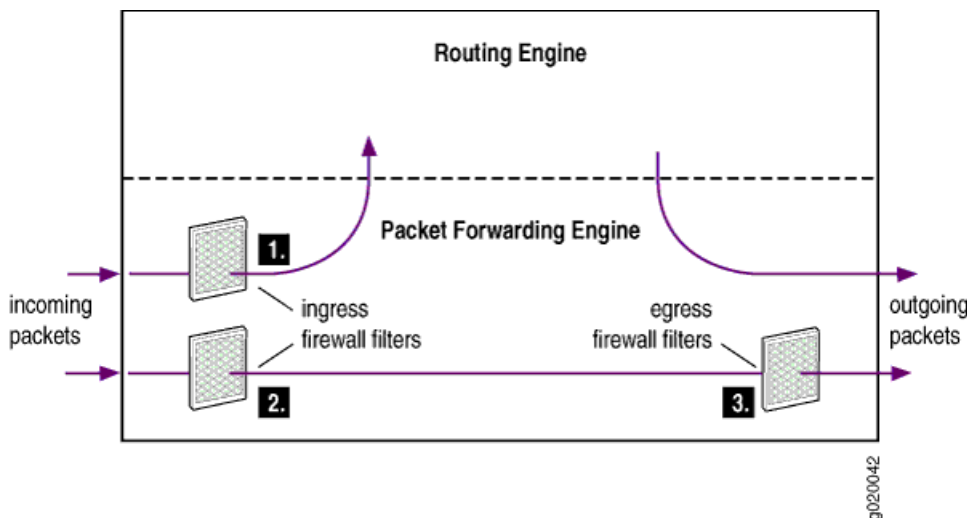 Routing Engine
Packet Forwarding Engine
1.
incoming
packets
ingress
firewall filters
egress
firewall filters
outgoing
packets
2.
3.
g020042